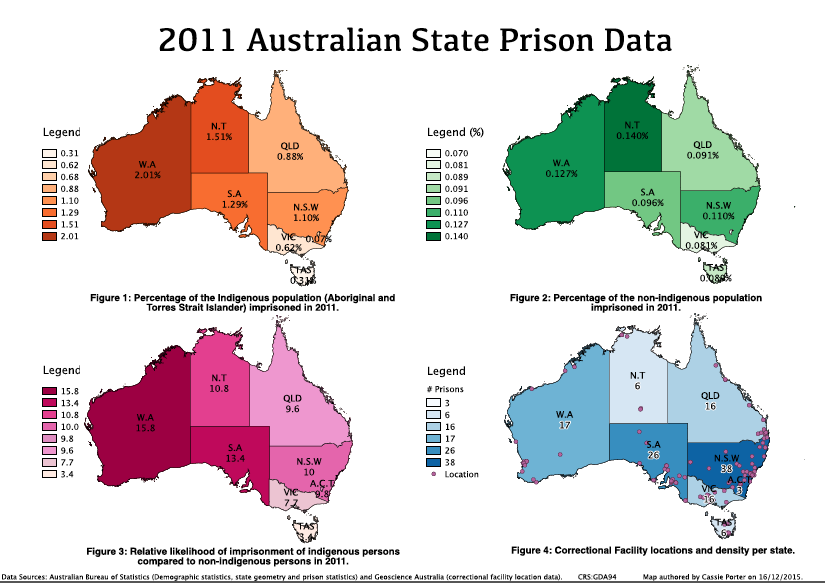 2011 Australian State Prison Data
Legend
0.31
0.62
0.68
0.88
1.10
1.29
1.51
2.01
W.A
2.01%
N.T
1.51%
QLD
0.88%
S.A
1.29%
N.S.W
1.10%
VIC
0.62%
0.07%
TAS
0.31%
Figure 1: Percentage of the Indigenous population (Aboriginal and
Torres Strait Islander) imprisoned in 2011.
Legend (%)
0.070
0.081
0.089
0.091
0.096
0.110
0.127
0.140
W.A
0.127%
N.T
0.140%
QLD
0.091%
S.A
0.096%
N.S.W
0.110%
VIC
0.081%
TAS
0.089%
Figure 2: Percentage of the non-indigenous population
imprisoned in 2011.
Legend
15.8
13.4
10.8
10.0
9.8
9.6
7.7
3.4
W.A
15.8
N.T
10.8
QLD
9.6
S.A
13.4
N.S.W
10
A.C.T
9.8
VIC
7.7
TAS
3.4
Figure 3: Relative likelihood of imprisonment of indigenous persons
compared to non-indigenous persons in 2011.
Legend
# Prisons
3
6
16
17
26
38
Location
W.A
17
N.T
6
QLD
16
S.A
26
N.S.W
38
A.C.T
3
VIC
16
TAS
6
Figure 4: Correctional Facility locations and density per state.
Data Sources: Australian Bureau of Statistics (Demographic statistics, state geometry and prison statistics) and Geoscience Australia (correctional facility location data). CRS:GDA94 Map authored by Cassie Porter on 16/12/2015.